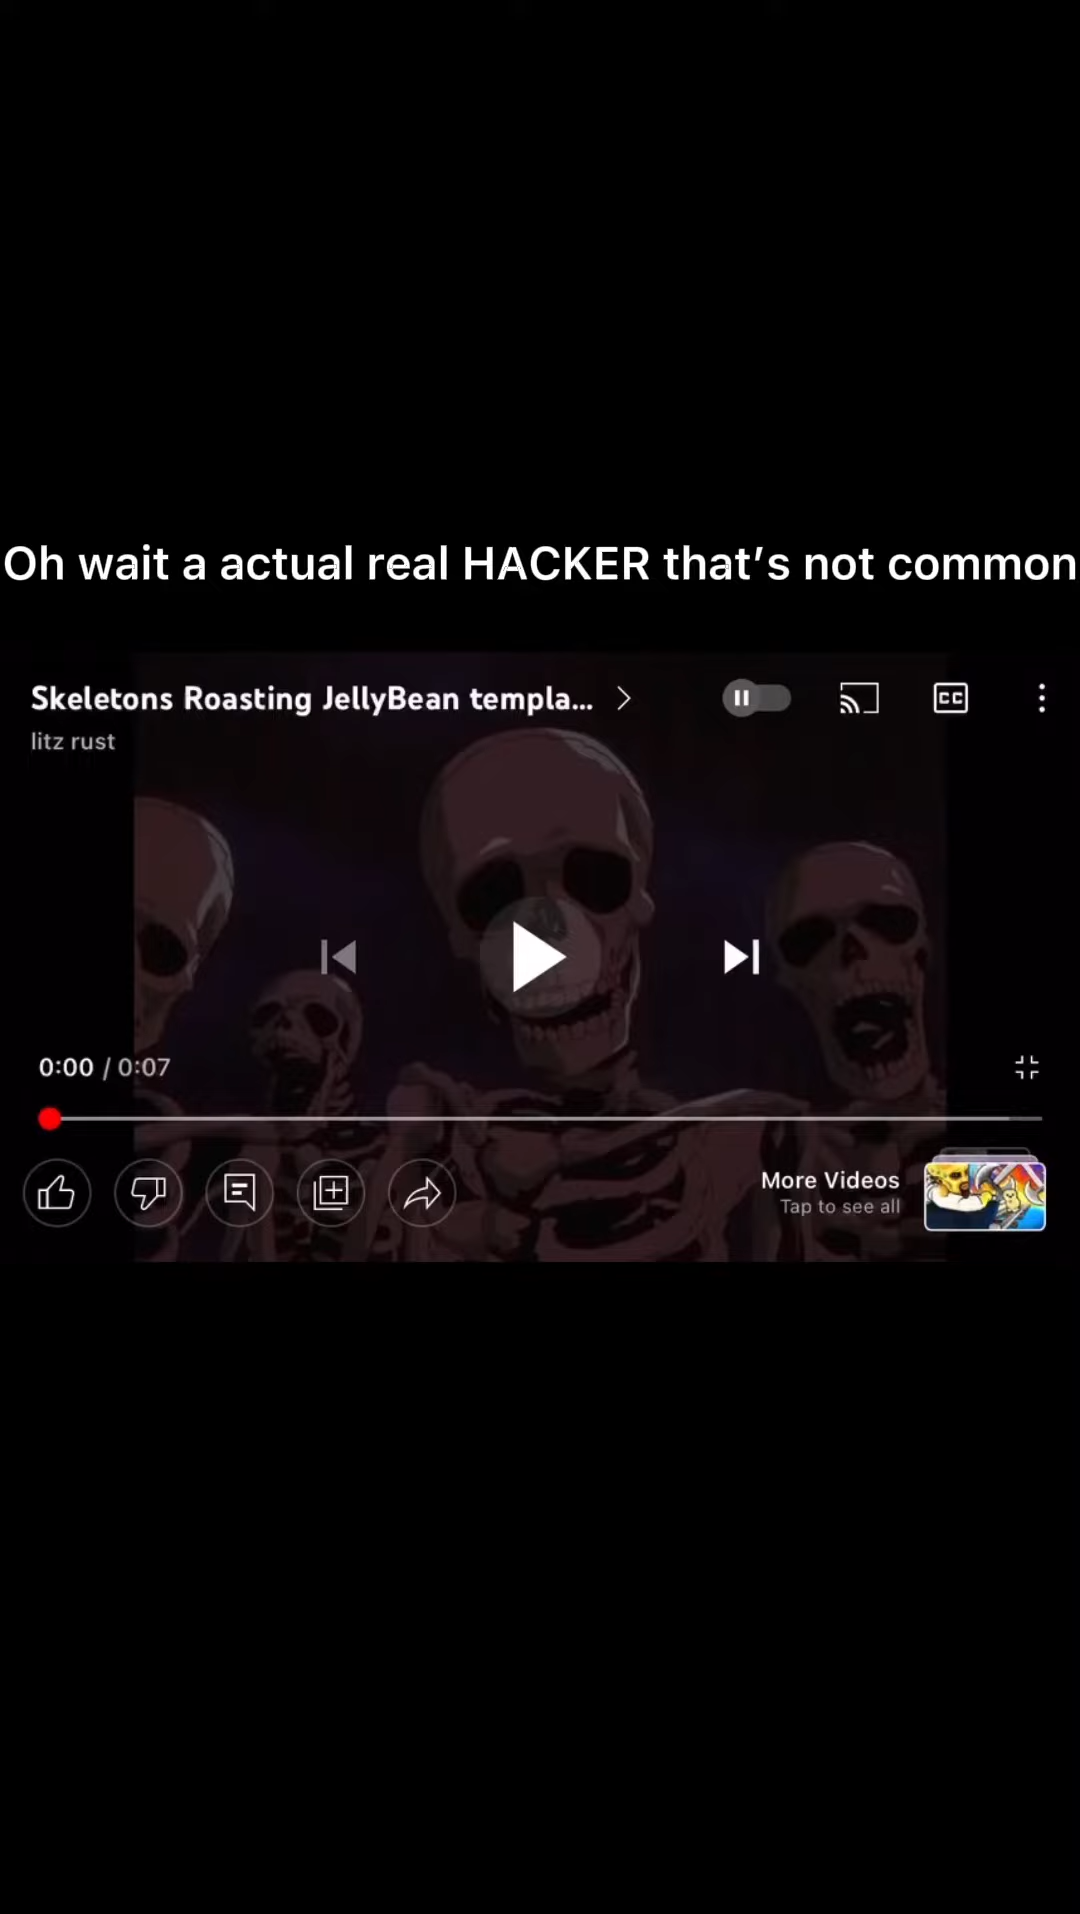 Oh wait a actual real HACKER that’s not common
Skeletons Roasting JellyBean templa...
CC
litz rust
0:00 / 0:07
More Videos
Tap to see all